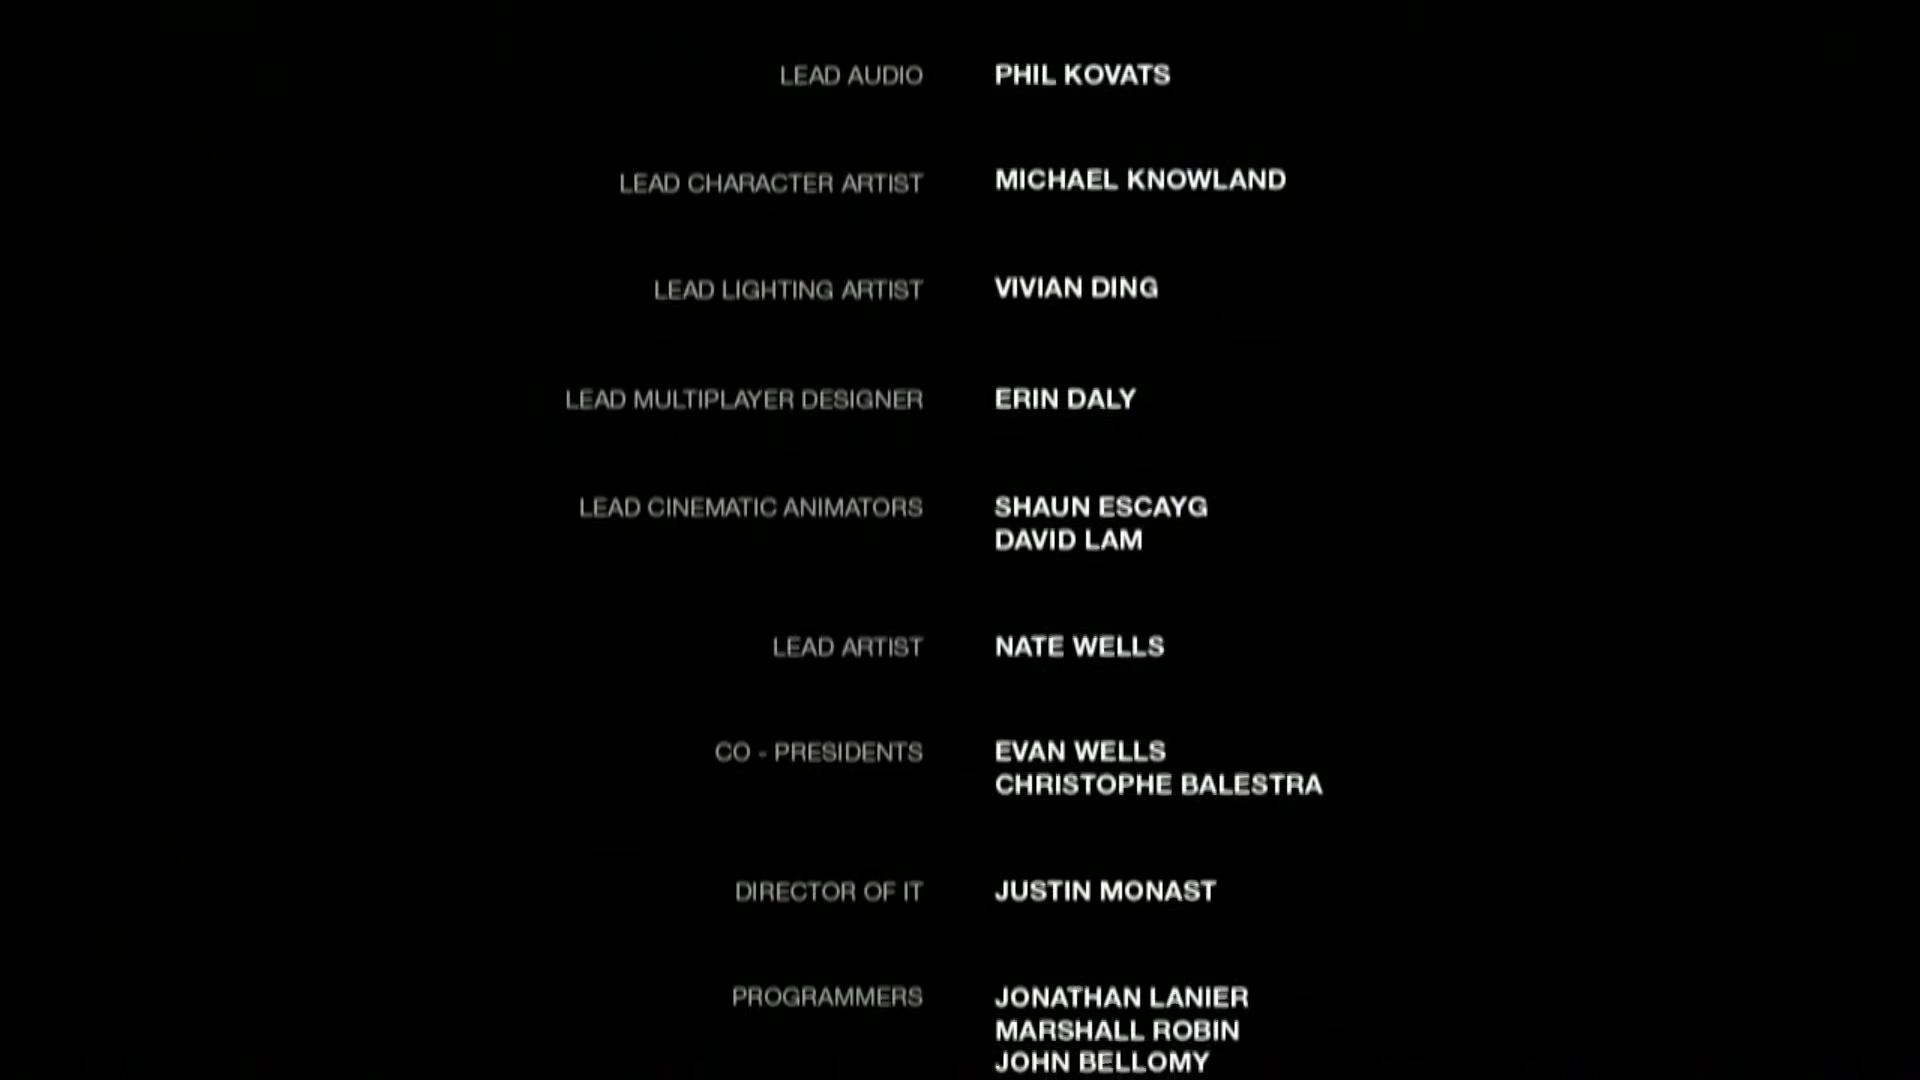 LEAD AUDIO PHIL KOVATS
LEAD CHARACTER ARTIST MICHAEL KNOWLAND
LEAD LIGHTING ARTIST VIVIAN DING
LEAD MULTIPLAYER DESIGNER ERIN DALY
LEAD CINEMATIC ANIMATORS SHAUN ESCAYG
DAVID LAM
LEAD ARTIST NATE WELLS
CO - PRESIDENTS EVAN WELLS
CHRISTOPHE BALESTRA
DIRECTOR OF IT JUSTIN MONAST
PROGRAMMERS JONATHAN LANIER
MARSHALL ROBIN
JOHN BELLOMY